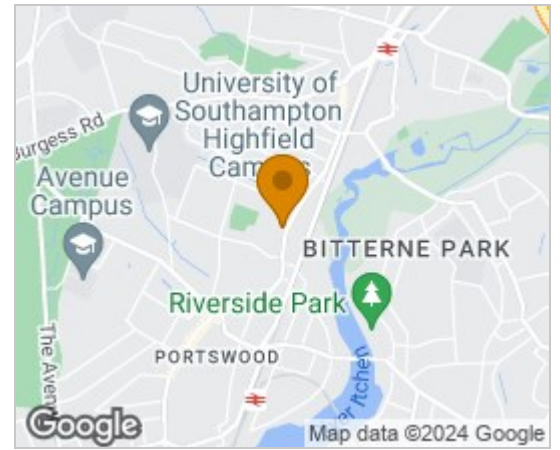 University of
Southampton
Highfield
Campus
Burgess Rd
Avenue
Campus
BITTERNE PARK
Riverside Park
The Avenue
PORTSWOOD
Itchen
Google
Map data ©2024 Google